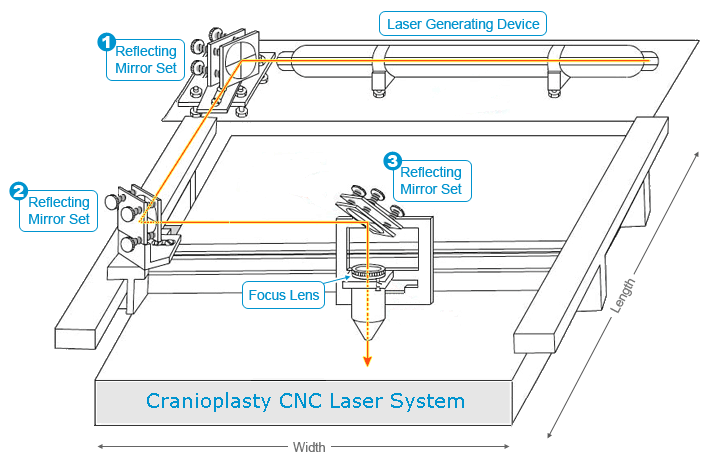 Laser Generating Device
1 Reflecting
Mirror Set
2 Reflecting
Mirror Set
3 Reflecting
Mirror Set
Focus Lens
Length
Cranioplasty CNC Laser System
Width